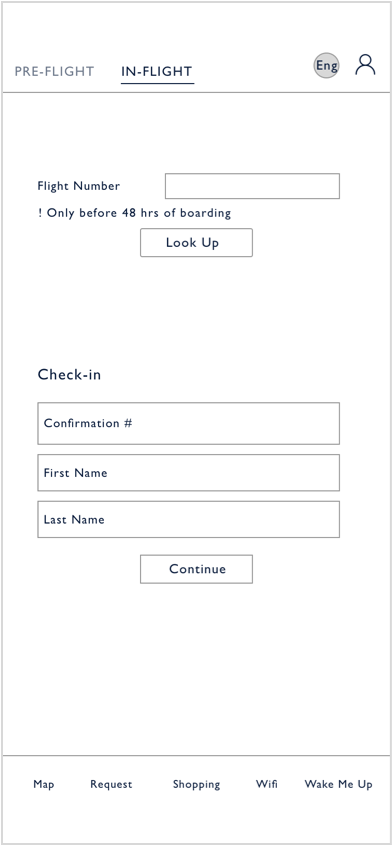 PRE-FLIGHT IN-FLIGHT Eng
Flight Number
! Only before 48 hrs of boarding
Look Up
Check-in
Confirmation #
First Name
Last Name
Continue
Map Request Shopping Wifi Wake Me Up